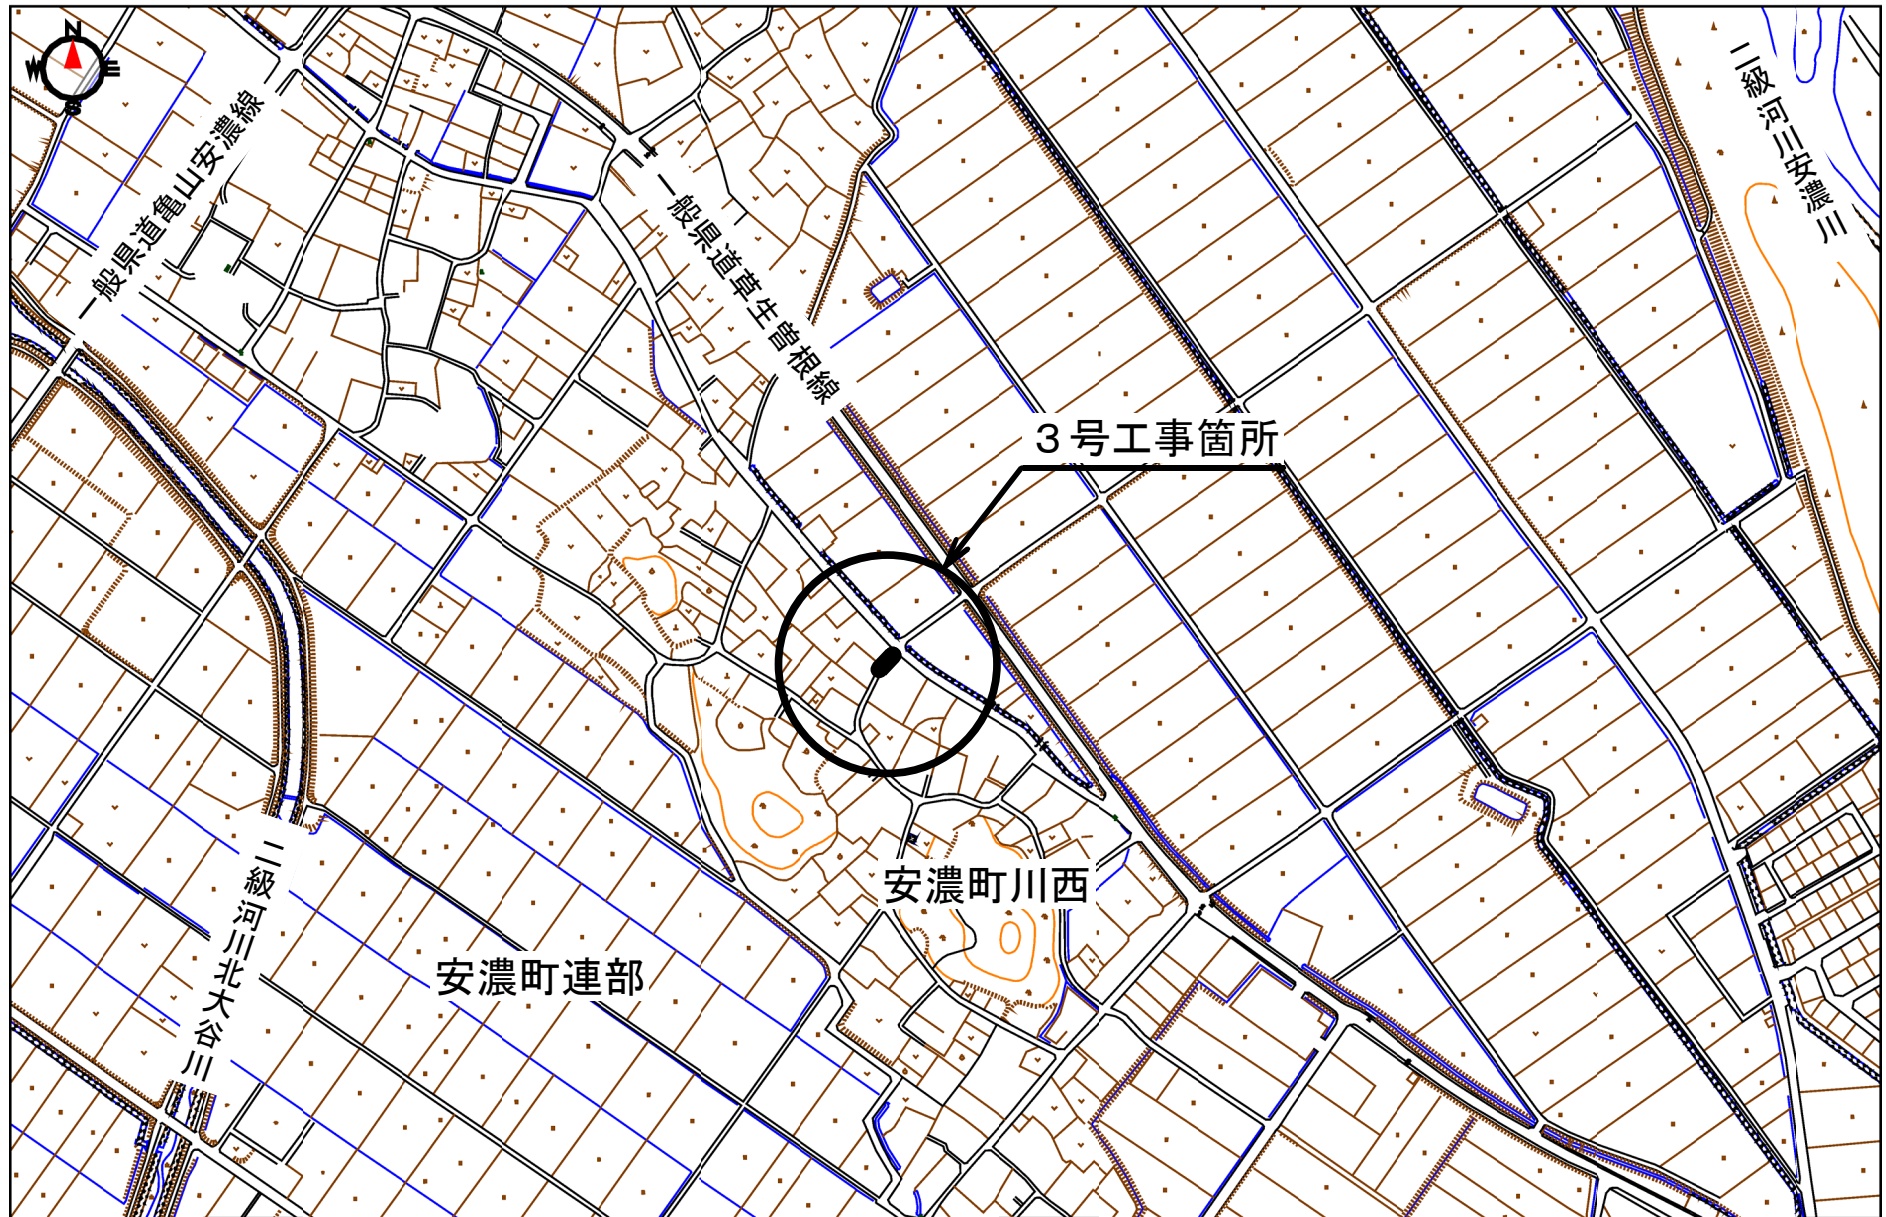 N
W
E
S
一般県道亀山安濃線
一般県道草生曽根線
二級河川安濃川
３号工事箇所
安濃町川西
安濃町連部
二級河川北大谷川